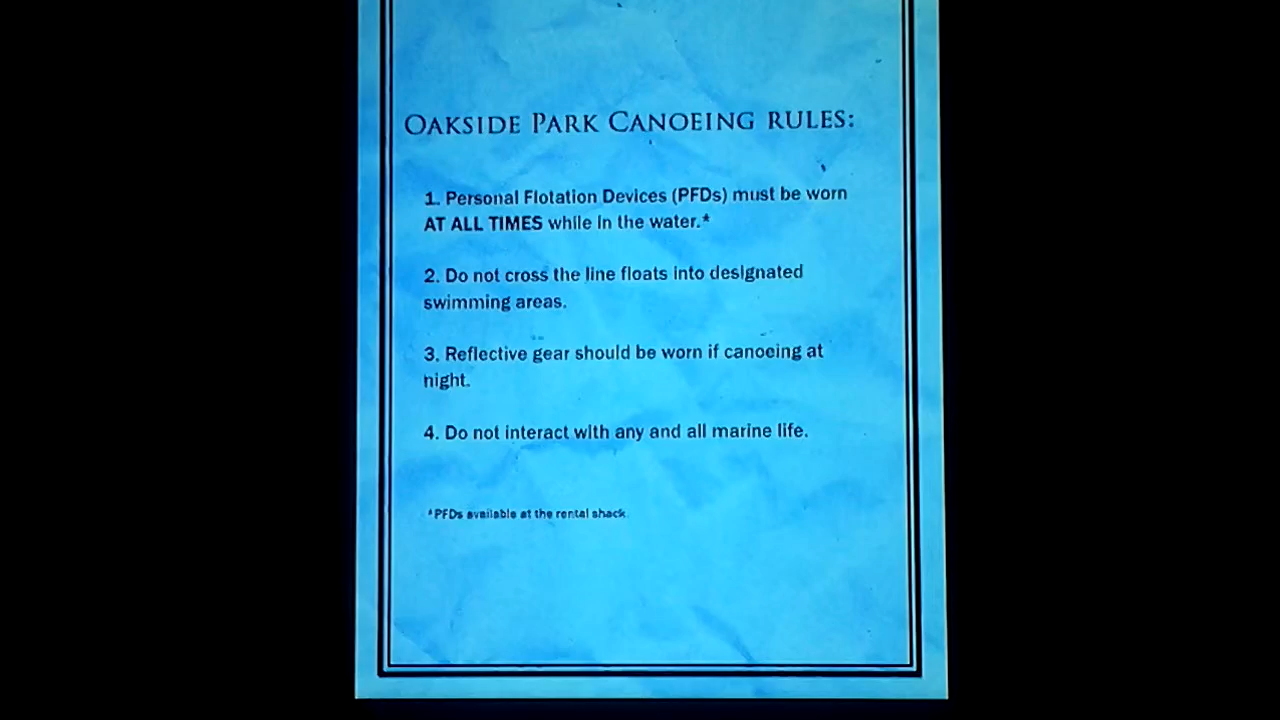 OAKSIDE PARK CANOEING RULES:
1. Personal Flotation Devices (PFDs) must be worn
AT ALL TIMES while in the water.*
2. Do not cross the line floats into designated
swimming areas.
3. Reflective gear should be worn if canoeing at
night.
4. Do not interact with any and all marine life.
*PFDs available at the rental shack.